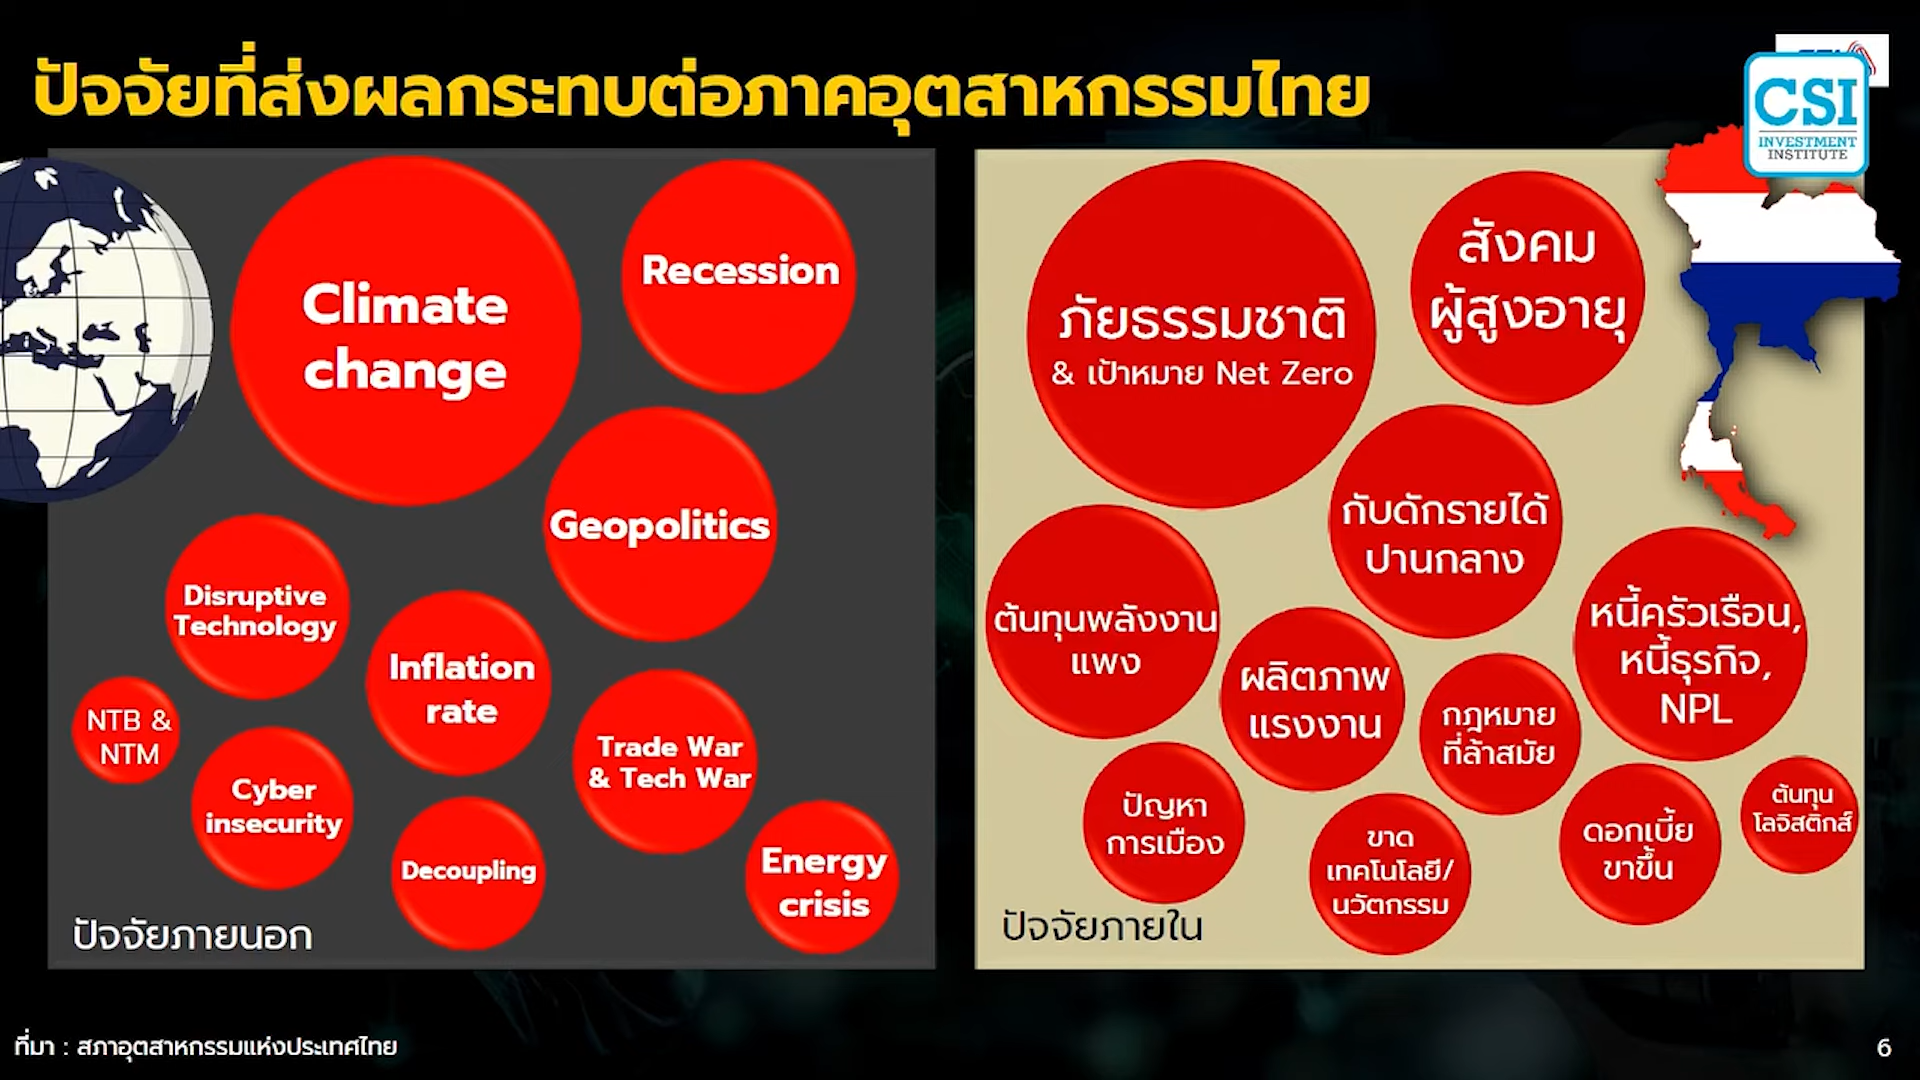 ปัจจัยที่ส่งผลกระทบต่อภาคอุตสาหกรรมไทย
CSI
INVESTMENT
INSTITUTE
Climate
change
Recession
Geopolitics
Disruptive
Technology
Inflation
rate
NTB &
NTM
Cyber
insecurity
Trade War
& Tech War
Decoupling
Energy
crisis
ปัจจัยภายนอก
ภัยธรรมชาติ
& เป้าหมาย Net Zero
สังคม
ผู้สูงอายุ
กับดักรายได้
ปานกลาง
ต้นทุนพลังงาน
แพง
ผลิตภาพ
แรงงาน
กฎหมาย
ที่ล้าสมัย
หนี้ครัวเรือน,
หนี้ธุรกิจ,
NPL
ปัญหา
การเมือง
ขาด
เทคโนโลยี/
นวัตกรรม
ดอกเบี้ย
ขาขึ้น
ต้นทุน
โลจิสติกส์
ปัจจัยภายใน
ที่มา : สภาอุตสาหกรรมแห่งประเทศไทย
6